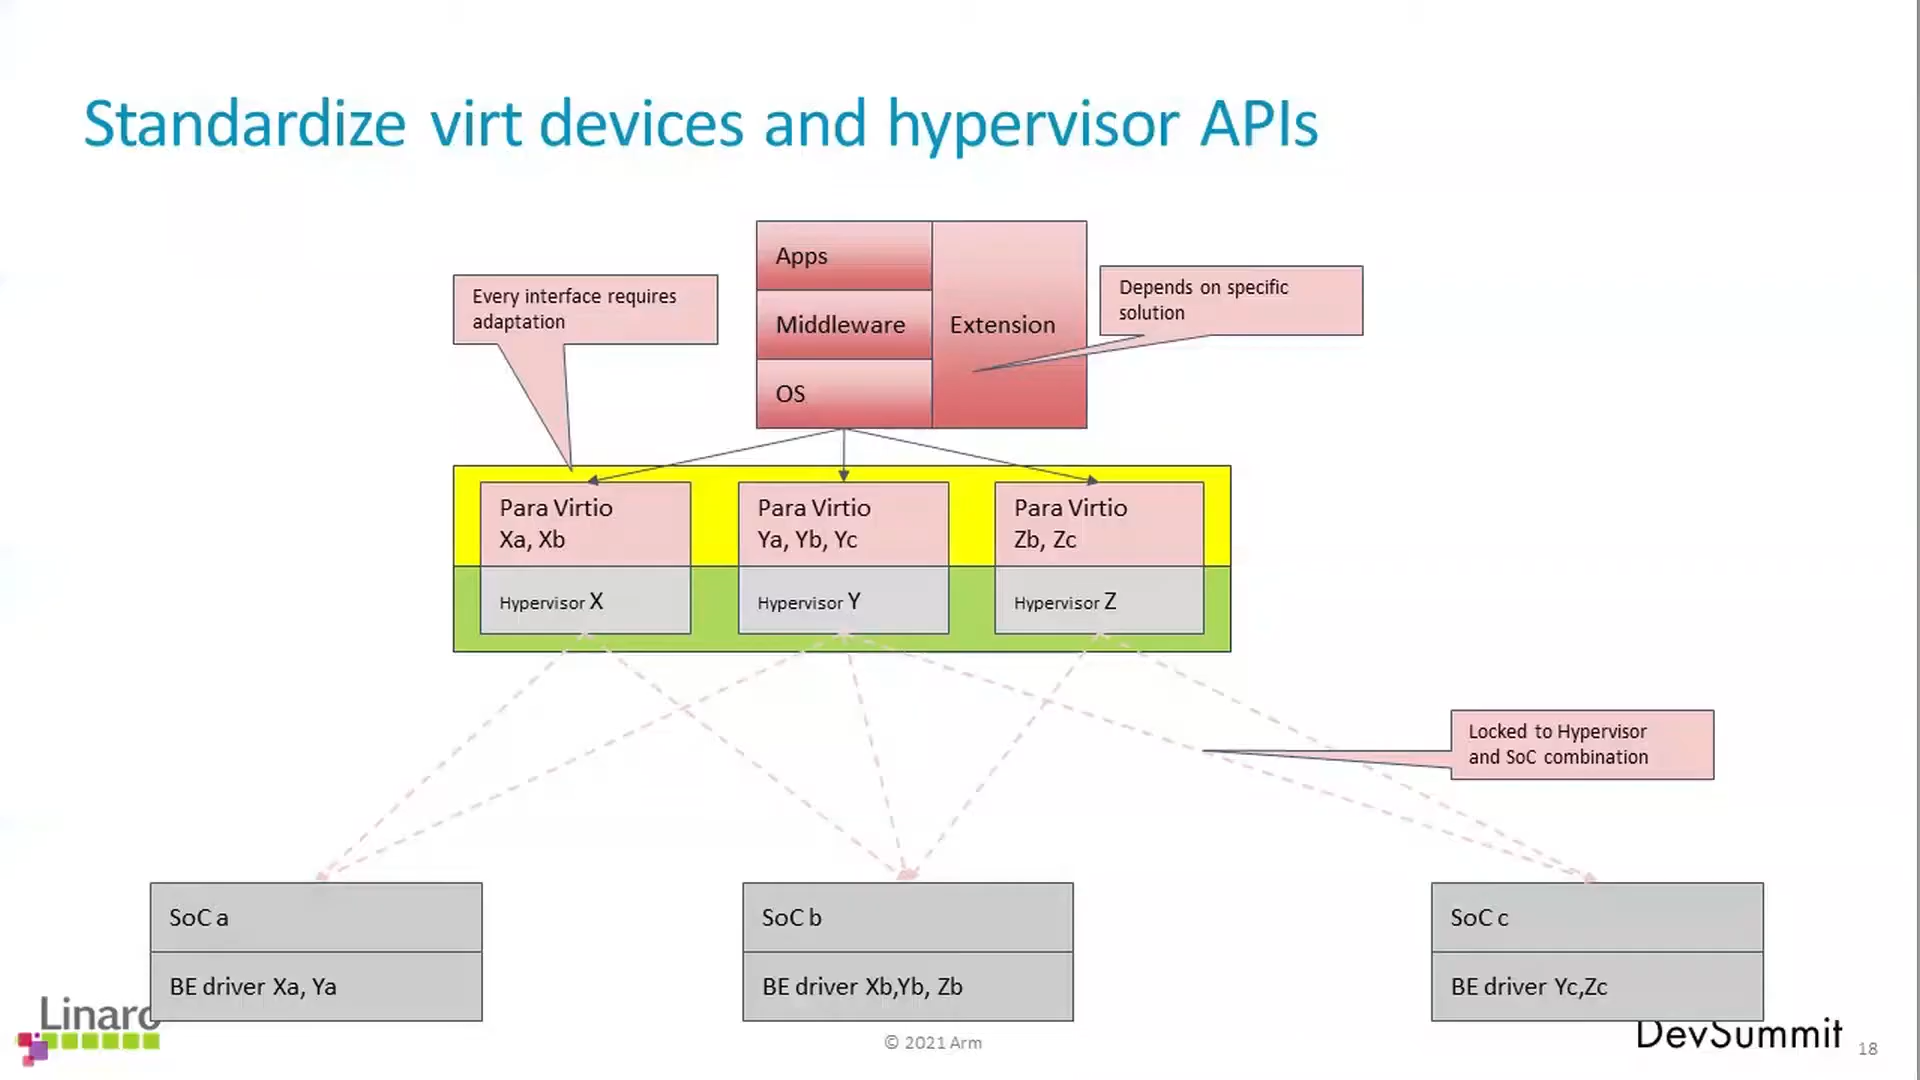 Standardize virt devices and hypervisor APIs
Apps
Middleware
OS
Extension
Every interface requires
adaptation
Depends on specific
solution
Para Virtio
Xa, Xb
Para Virtio
Ya, Yb, Yc
Para Virtio
Zb, Zc
Hypervisor X
Hypervisor Y
Hypervisor Z
Locked to Hypervisor
and SoC combination
SoC a
BE driver Xa, Ya
SoC b
BE driver Xb,Yb, Zb
SoC c
BE driver Yc,Zc
Linaro
© 2021 Arm
DevSummit
18